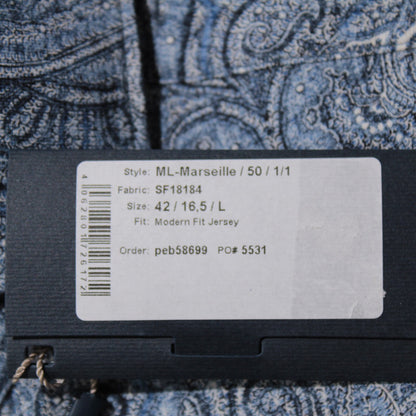 Style: ML-Marseille / 50 / 1/1
Fabric: SF18184
Size: 42 / 16,5 / L
Fit: Modern Fit Jersey
Order: peb58699 PO# 5531